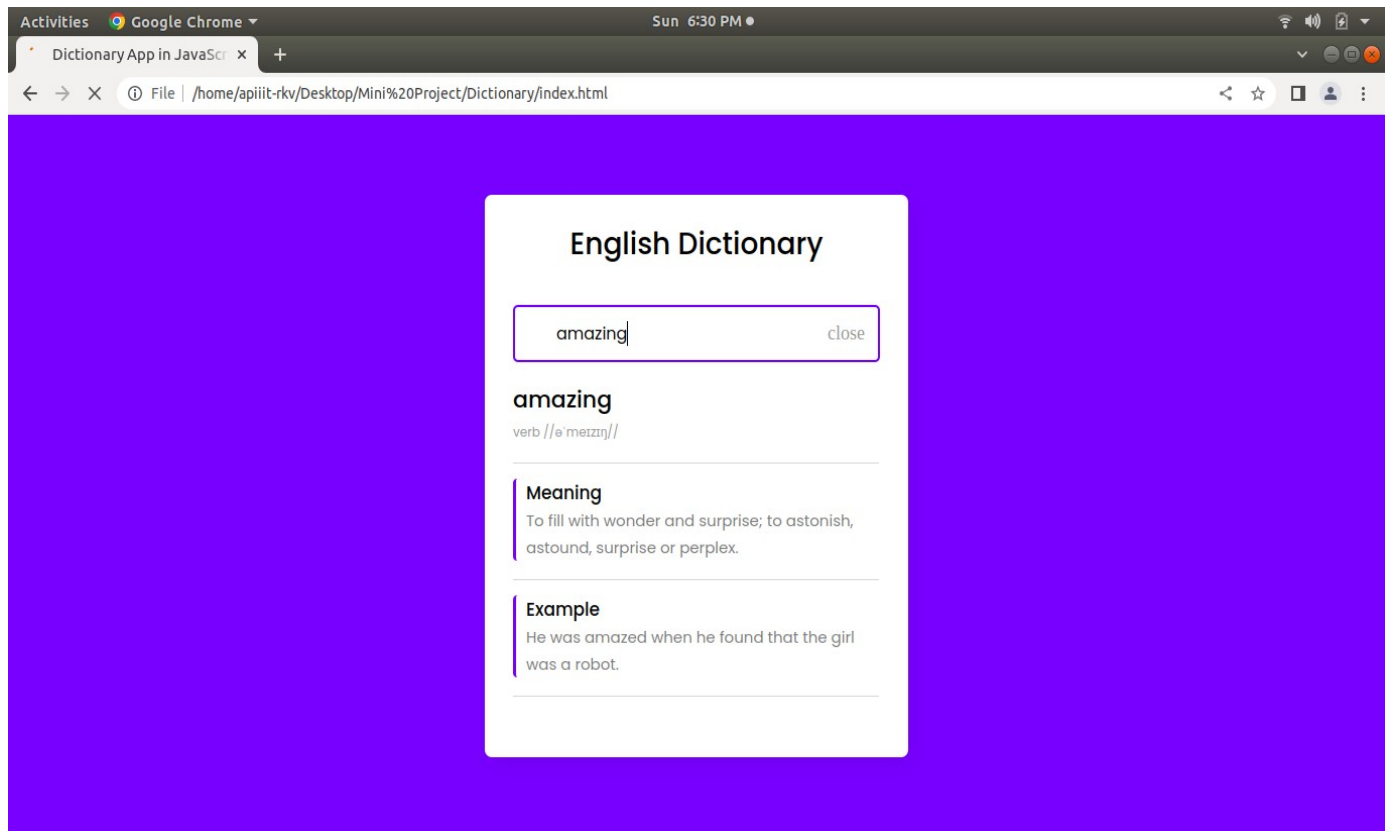 Activities Google Chrome Sun 6:30 PM
Dictionary App in JavaScr
File | /home/apiiit-rkv/Desktop/Mini%20Project/Dictionary/index.html
English Dictionary
amazing close
amazing
verb //əˈmeɪzɪŋ//
Meaning
To fill with wonder and surprise; to astonish,
astound, surprise or perplex.
Example
He was amazed when he found that the girl
was a robot.